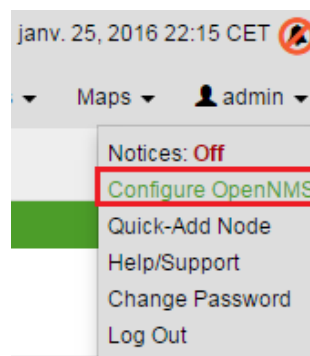 janv. 25, 2016 22:15 CET
Maps admin
Notices: Off
Configure OpenNMS
Quick-Add Node
Help/Support
Change Password
Log Out